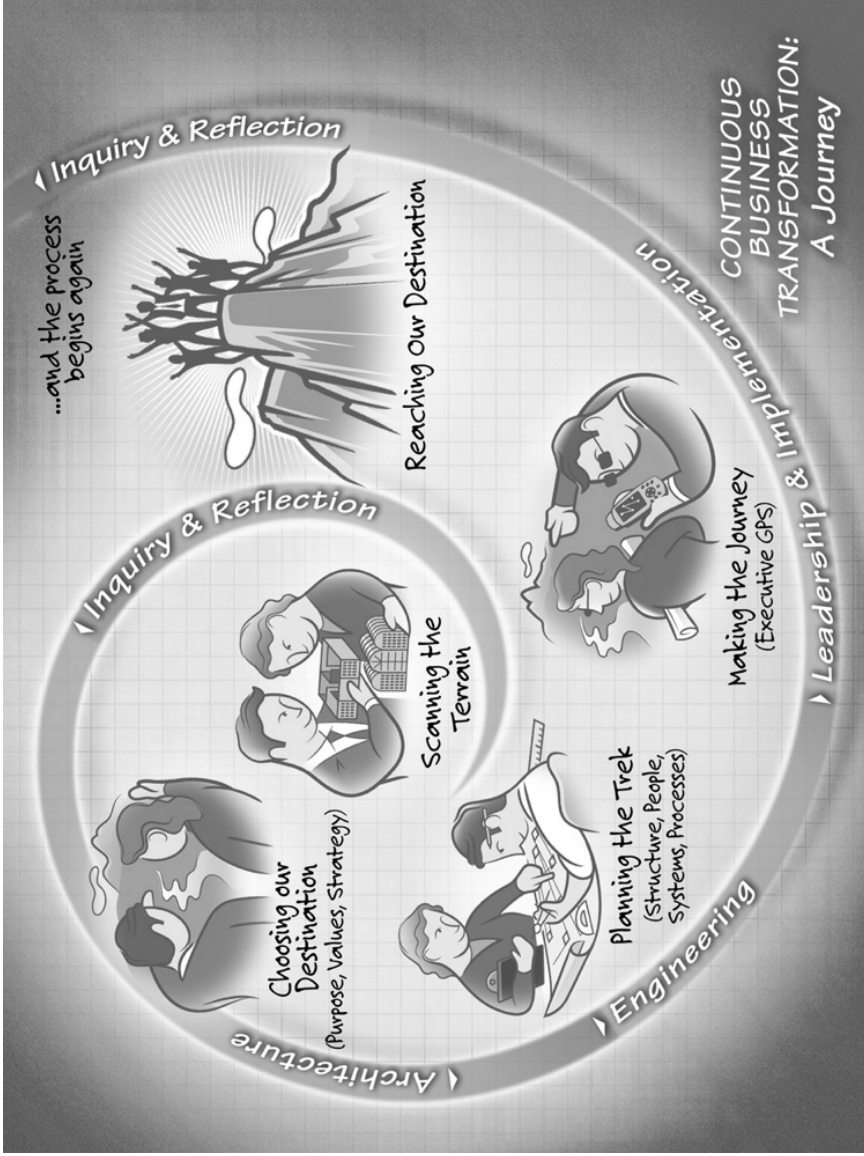 CONTINUOUS
BUSINESS
TRANSFORMATION:
A Journey
Inquiry & Reflection
Scanning the
Terrain
Architecture
Choosing our
Destination
(Purpose, Values, Strategy)
Engineering
Planning the Trek
(Structure, People,
Systems, Processes)
Leadership & Implementation
Making the Journey
(Executive GPS)
Inquiry & Reflection
Reaching Our Destination
...and the process
begins again